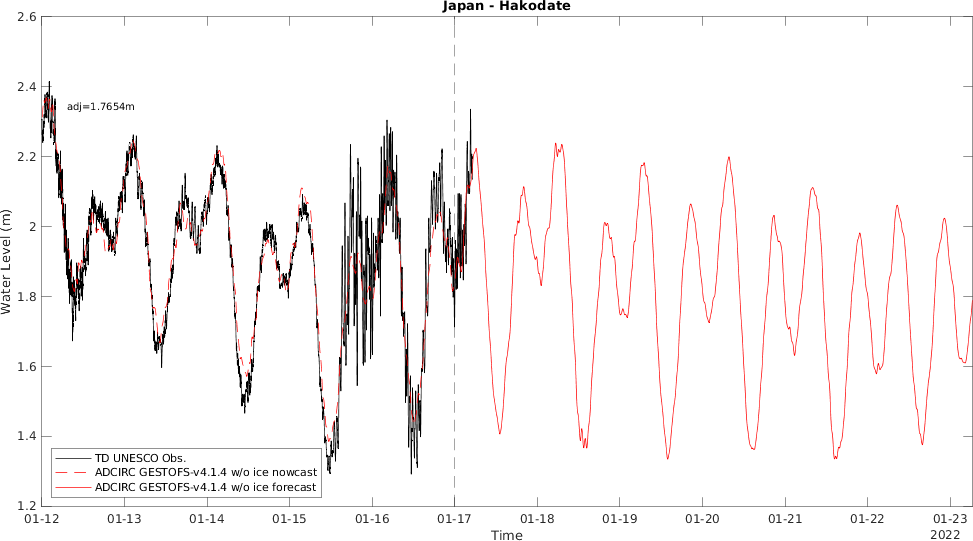 Japan - Hakodate
2.6
2.4
2.2
2
1.8
1.6
1.4
1.2
Water Level (m)
adj=1.7654m
TD UNESCO Obs.
ADCIRC GESTOFS-v4.1.4 w/o ice nowcast
ADCIRC GESTOFS-v4.1.4 w/o ice forecast
01-12 01-13 01-14 01-15 01-16 01-17 01-18 01-19 01-20 01-21 01-22 01-23
Time 2022